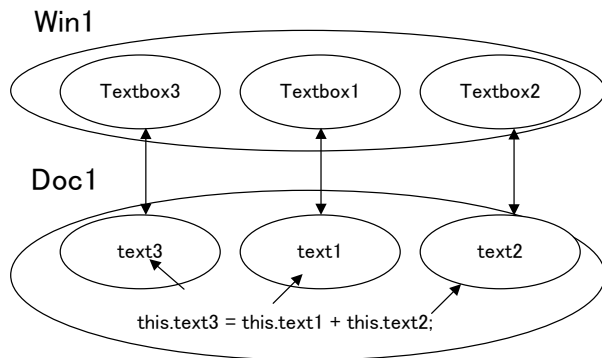 Win1
Textbox3 Textbox1 Textbox2
Doc1
text3 text1 text2
this.text3 = this.text1 + this.text2;